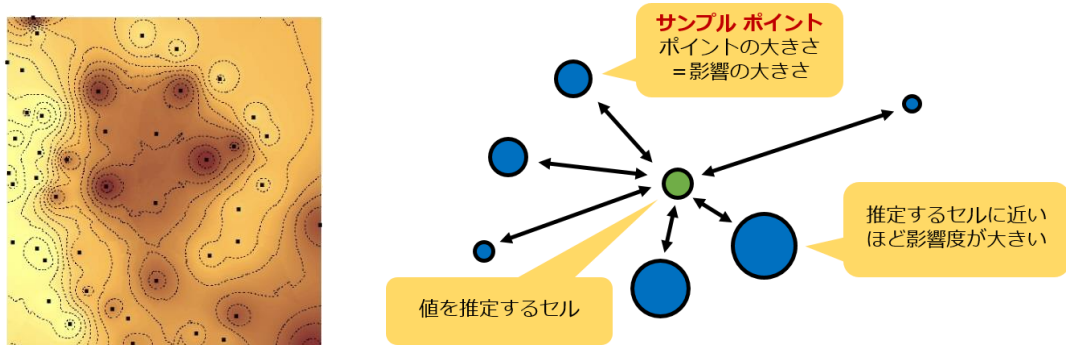 サンプル ポイント
ポイントの大きさ
＝影響の大きさ
推定するセルに近い
ほど影響度が大きい
値を推定するセル